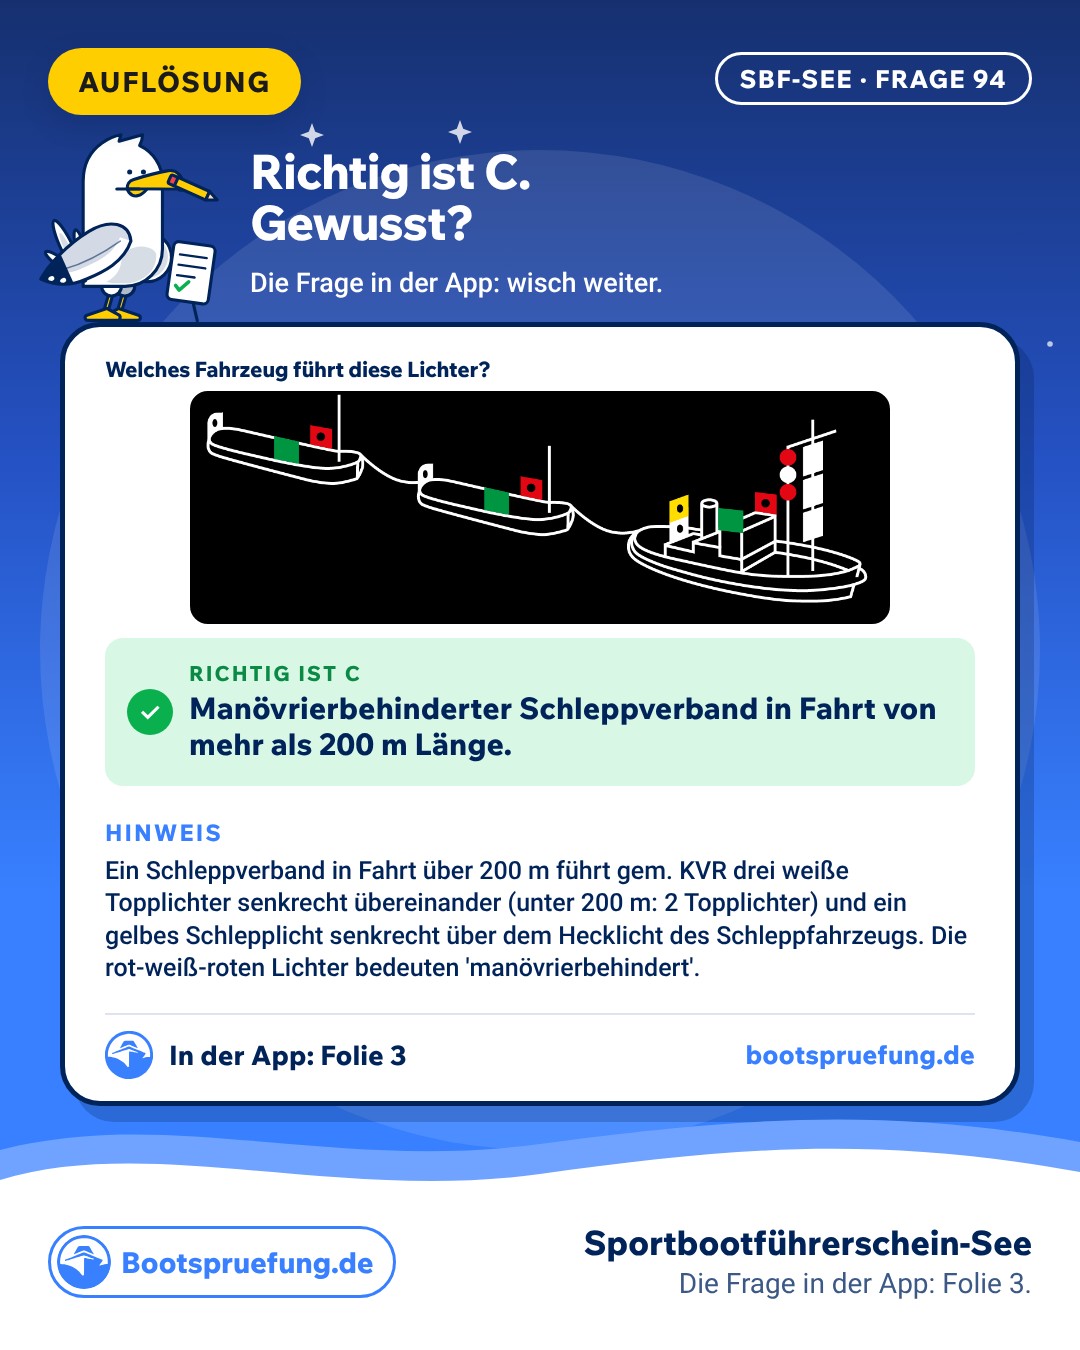 AUFLÖSUNG
SBF-SEE · FRAGE 94
Richtig ist C.
Gewusst?
Die Frage in der App: wisch weiter.
Welches Fahrzeug führt diese Lichter?
RICHTIG IST C
Manövrierbehinderter Schleppverband in Fahrt von
mehr als 200 m Länge.
HINWEIS
Ein Schleppverband in Fahrt über 200 m führt gem. KVR drei weiße
Topplichter senkrecht übereinander (unter 200 m: 2 Topplichter) und ein
gelbes Schlepplicht senkrecht über dem Hecklicht des Schleppfahrzeugs. Die
rot-weiß-roten Lichter bedeuten 'manövrierbehindert'.
In der App: Folie 3
bootspruefung.de
Bootspruefung.de
Sportbootführerschein-See
Die Frage in der App: Folie 3.